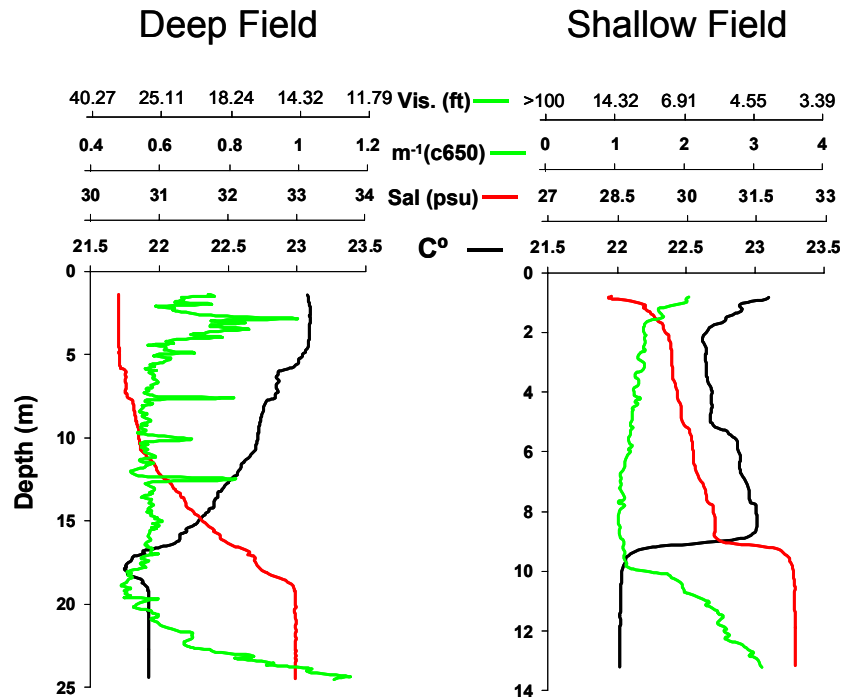 Deep Field
Shallow Field
40.27 25.11 18.24 14.32 11.79 Vis. (ft) >100 14.32 6.91 4.55 3.39
0.4 0.6 0.8 1 1.2 m⁻¹(c650) 0 1 2 3 4
30 31 32 33 34 Sal (psu) 27 28.5 30 31.5 33
21.5 22 22.5 23 23.5 Cº 21.5 22 22.5 23 23.5
Depth (m)
0
5
10
15
20
25
0
2
4
6
8
10
12
14